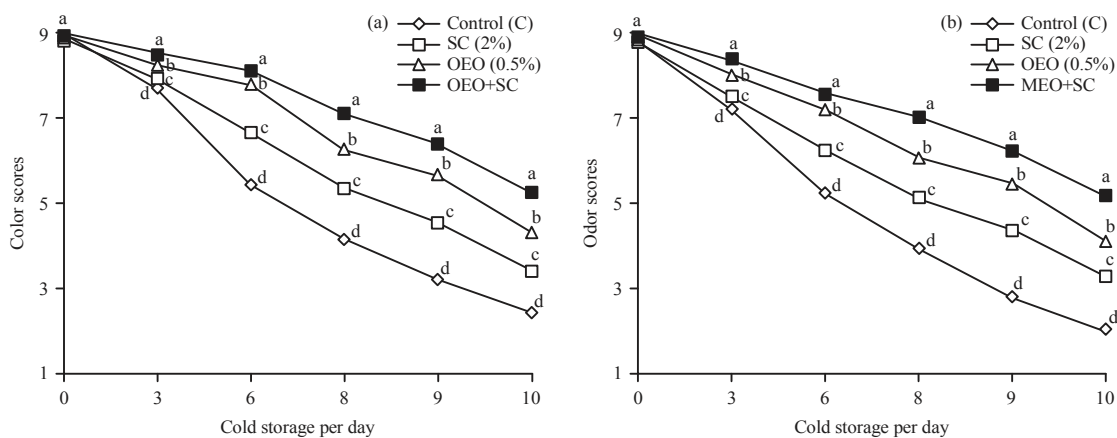 (a)
Control (C)
SC (2%)
OEO (0.5%)
OEO+SC
9
7
5
3
1
Color scores
a
a
b
c
d
a
b
c
d
a
b
c
d
a
b
c
d
a
b
c
d
0 3 6 8 9 10
Cold storage per day
(b)
Control (C)
SC (2%)
OEO (0.5%)
MEO+SC
9
7
5
3
1
Odor scores
a
a
b
c
d
a
b
c
d
a
b
c
d
a
b
c
d
a
b
c
d
0 3 6 8 9 10
Cold storage per day